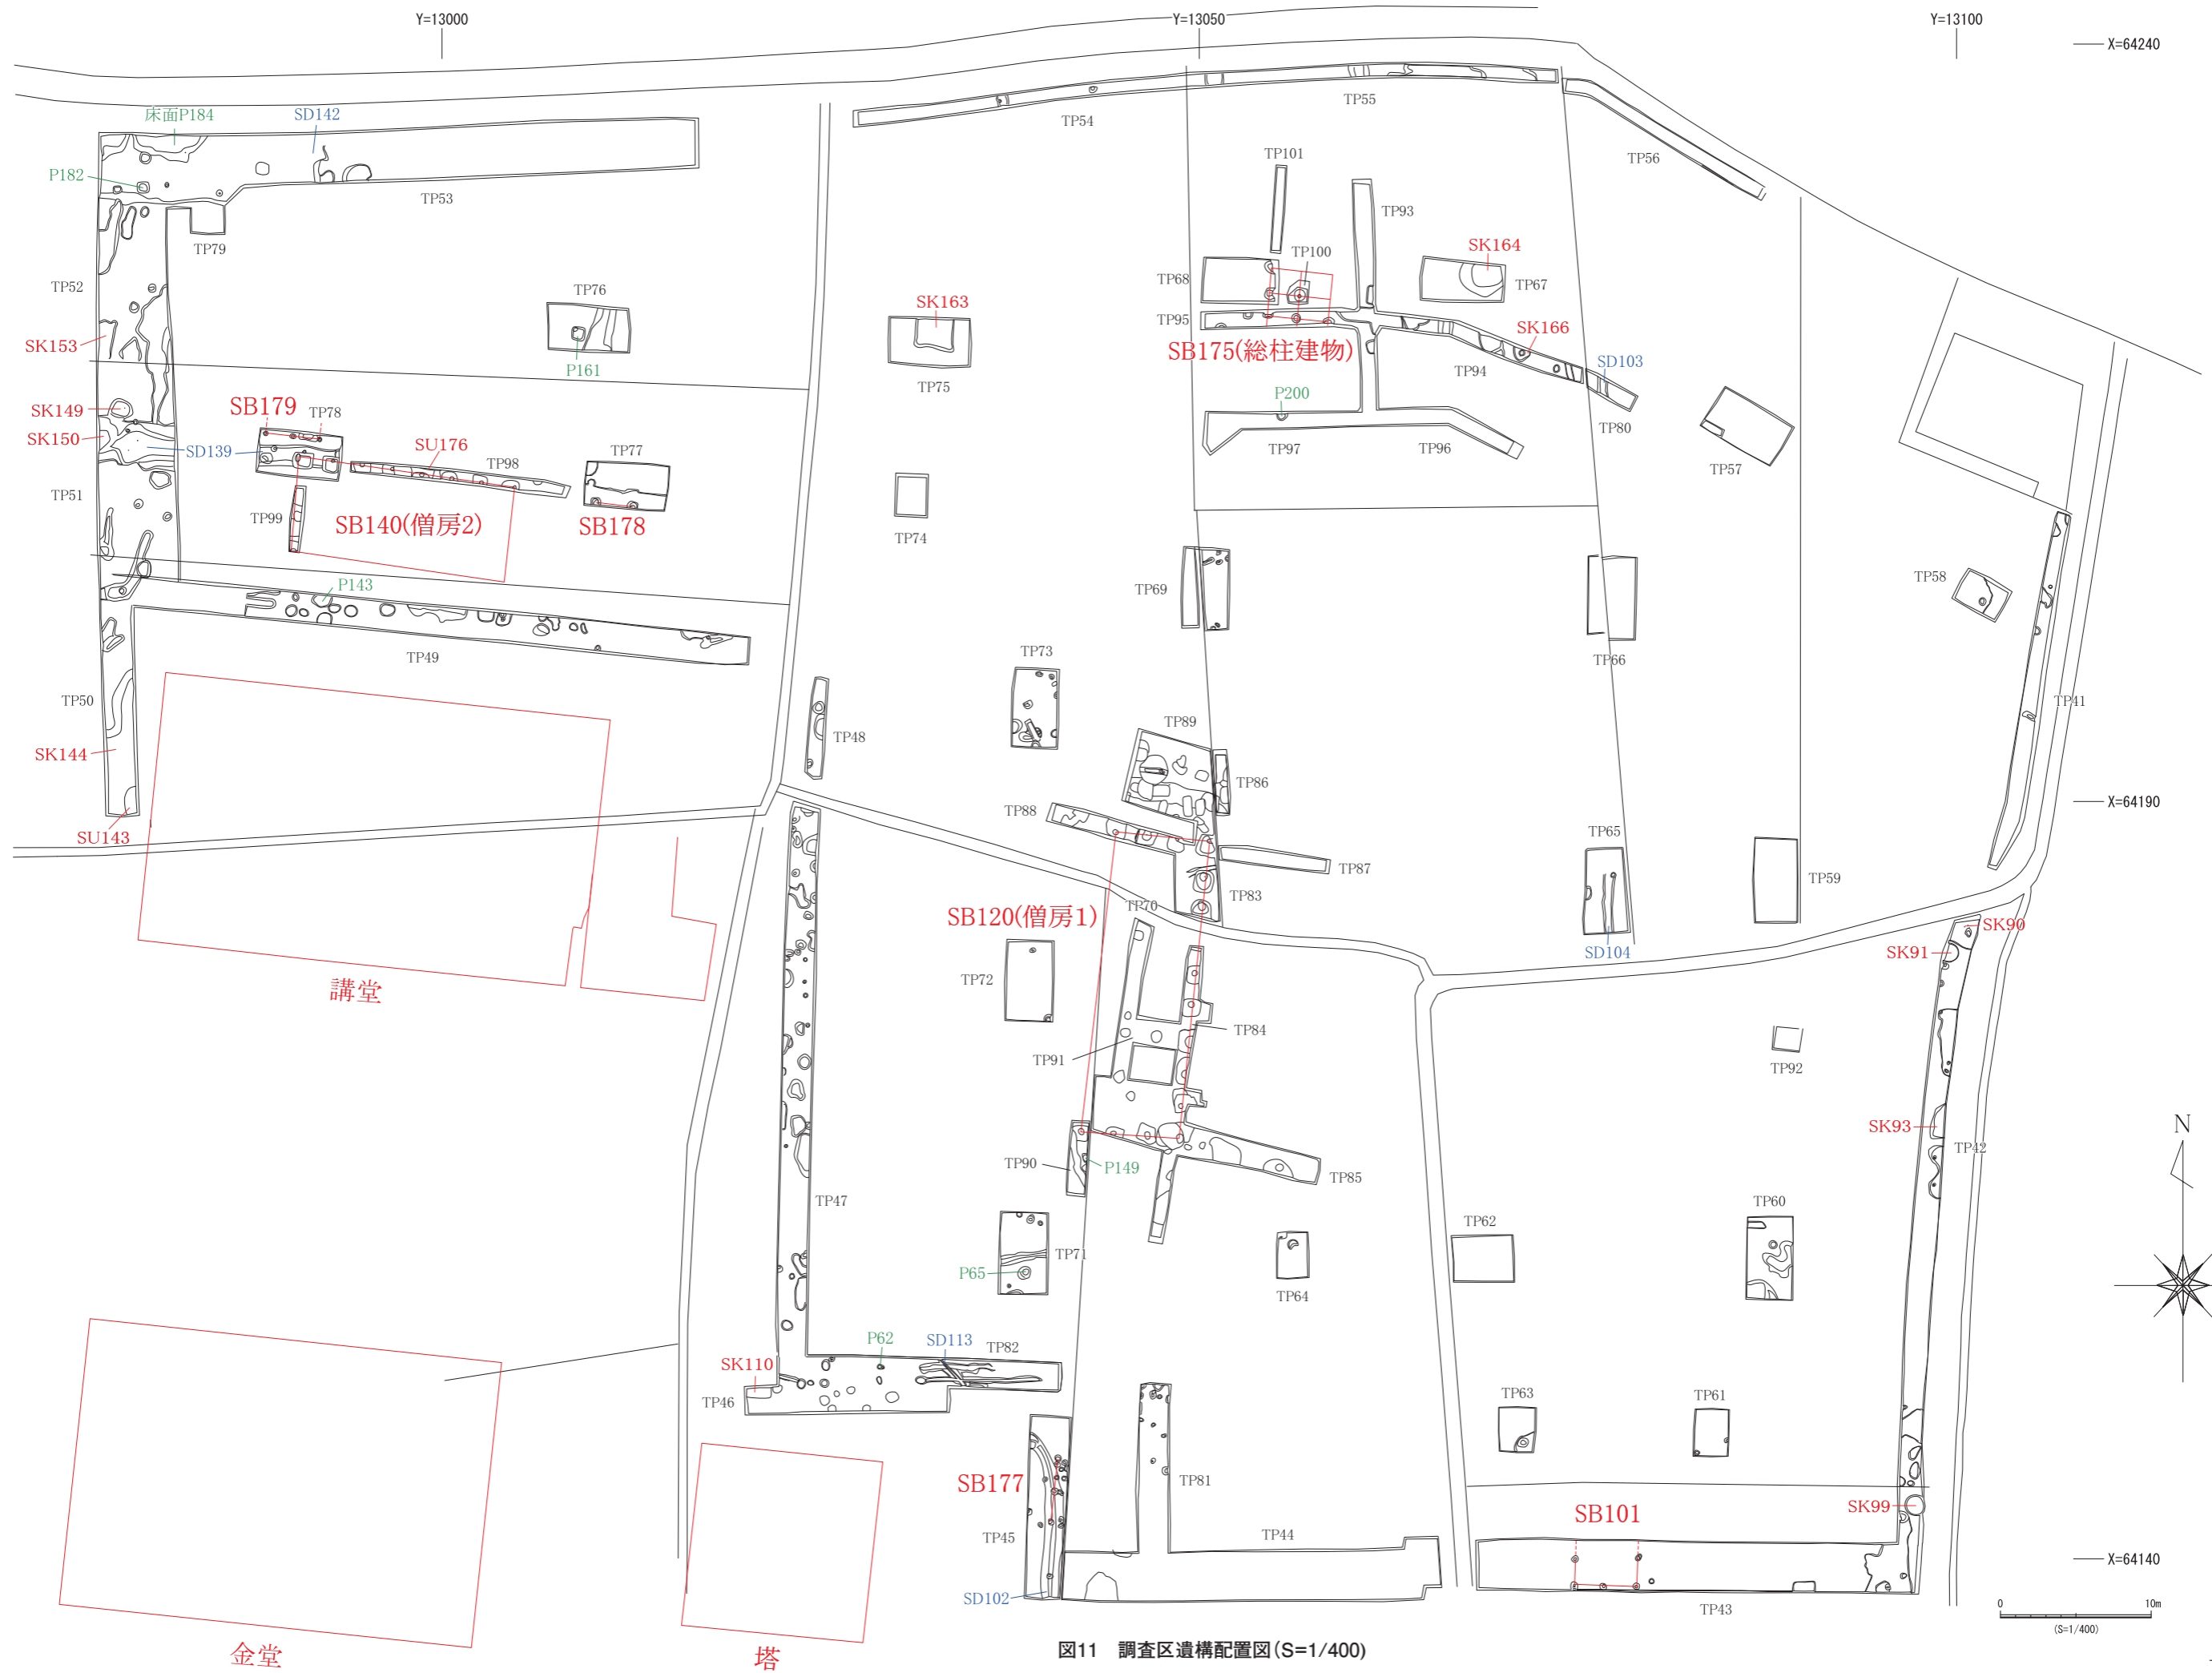 Y=13000
Y=13050
Y=13100
X=64240
床面P184
SD142
TP55
TP54
TP101
TP56
P182
TP53
TP93
TP79
TP100
SK164
TP68
TP67
TP52
TP76
SK163
TP95
SK166
SK153
SB175(総柱建物)
SD103
P161
TP75
TP94
P200
SB179
TP78
TP80
SK149
SK150
SU176
TP98
TP77
TP97
TP96
SD139
TP57
TP51
TP99
SB140(僧房2)
SB178
TP74
TP58
P143
TP69
TP49
TP73
TP66
TP50
TP41
TP89
TP48
SK144
TP86
X=64190
TP88
SU143
TP65
TP87
TP59
TP83
TP70
SB120(僧房1)
SK90
SK91
SD104
TP72
講堂
TP84
TP91
TP92
N
SK93
TP42
TP90
P149
TP85
TP47
TP60
TP62
TP71
P65
TP64
P62
SD113
TP82
SK110
TP46
TP63
TP61
SB177
TP81
SB101
SK99
TP45
TP44
X=64140
SD102
0
10m
(S=1/400)
TP43
金堂
塔
図11 調査区遺構配置図(S=1/400)